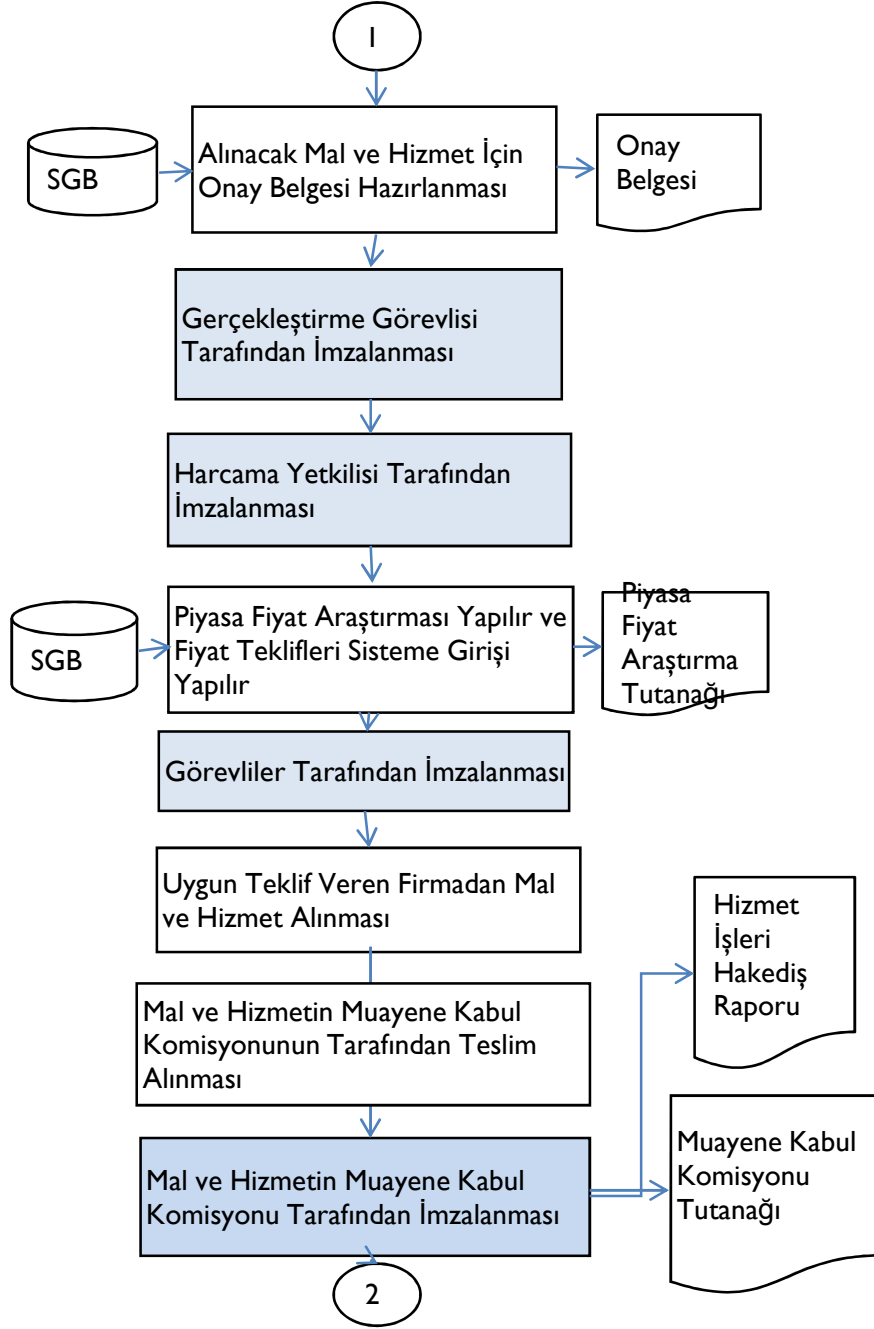 1
SGB
Alınacak Mal ve Hizmet İçin
Onay Belgesi Hazırlanması
Onay
Belgesi
Gerçekleştirme Görevlisi
Tarafından İmzalanması
Harcama Yetkilisi Tarafından
İmzalanması
SGB
Piyasa Fiyat Araştırması Yapılır ve
Fiyat Teklifleri Sisteme Girişi
Yapılır
Piyasa
Fiyat
Araştırma
Tutanağı
Görevliler Tarafından İmzalanması
Uygun Teklif Veren Firmadan Mal
ve Hizmet Alınması
Hizmet
İşleri
Hakediş
Raporu
Mal ve Hizmetin Muayene Kabul
Komisyonunun Tarafından Teslim
Alınması
Mal ve Hizmetin Muayene Kabul
Komisyonu Tarafından İmzalanması
Muayene Kabul
Komisyonu
Tutanağı
2